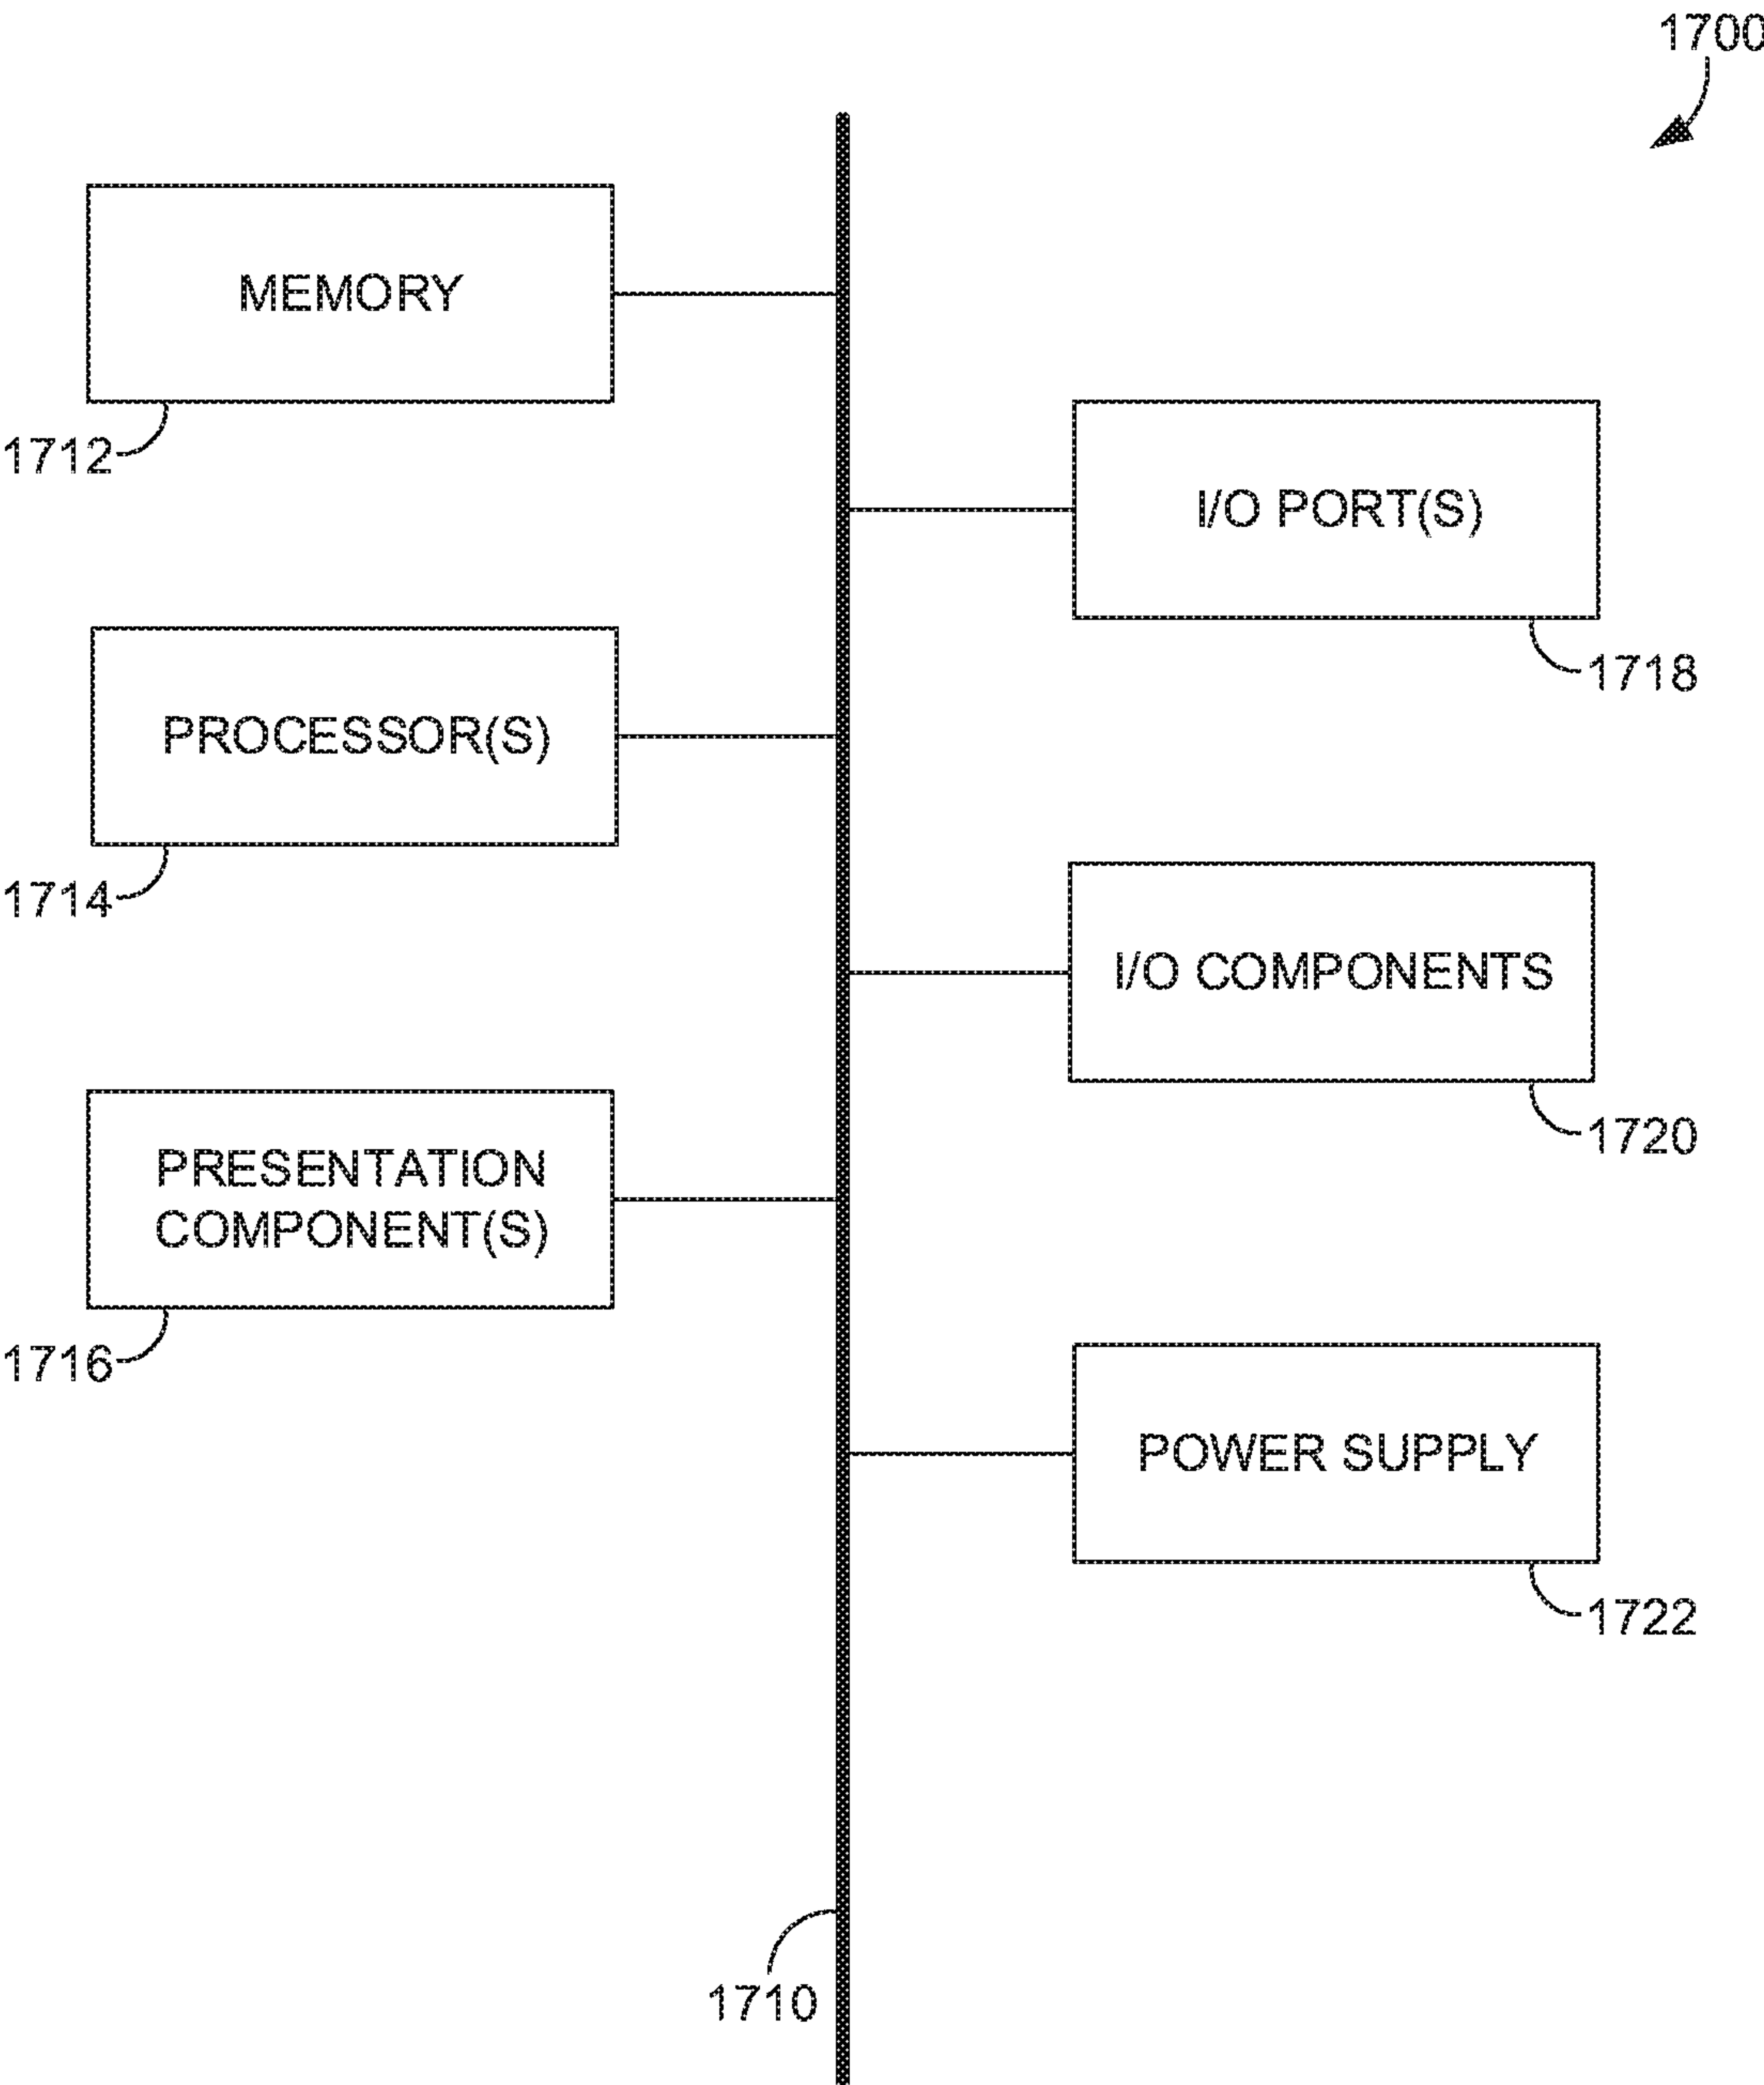 1700
MEMORY
1712
I/O PORT(S)
1718
PROCESSOR(S)
1714
I/O COMPONENTS
1720
PRESENTATION
COMPONENT(S)
1716
POWER SUPPLY
1722
1710